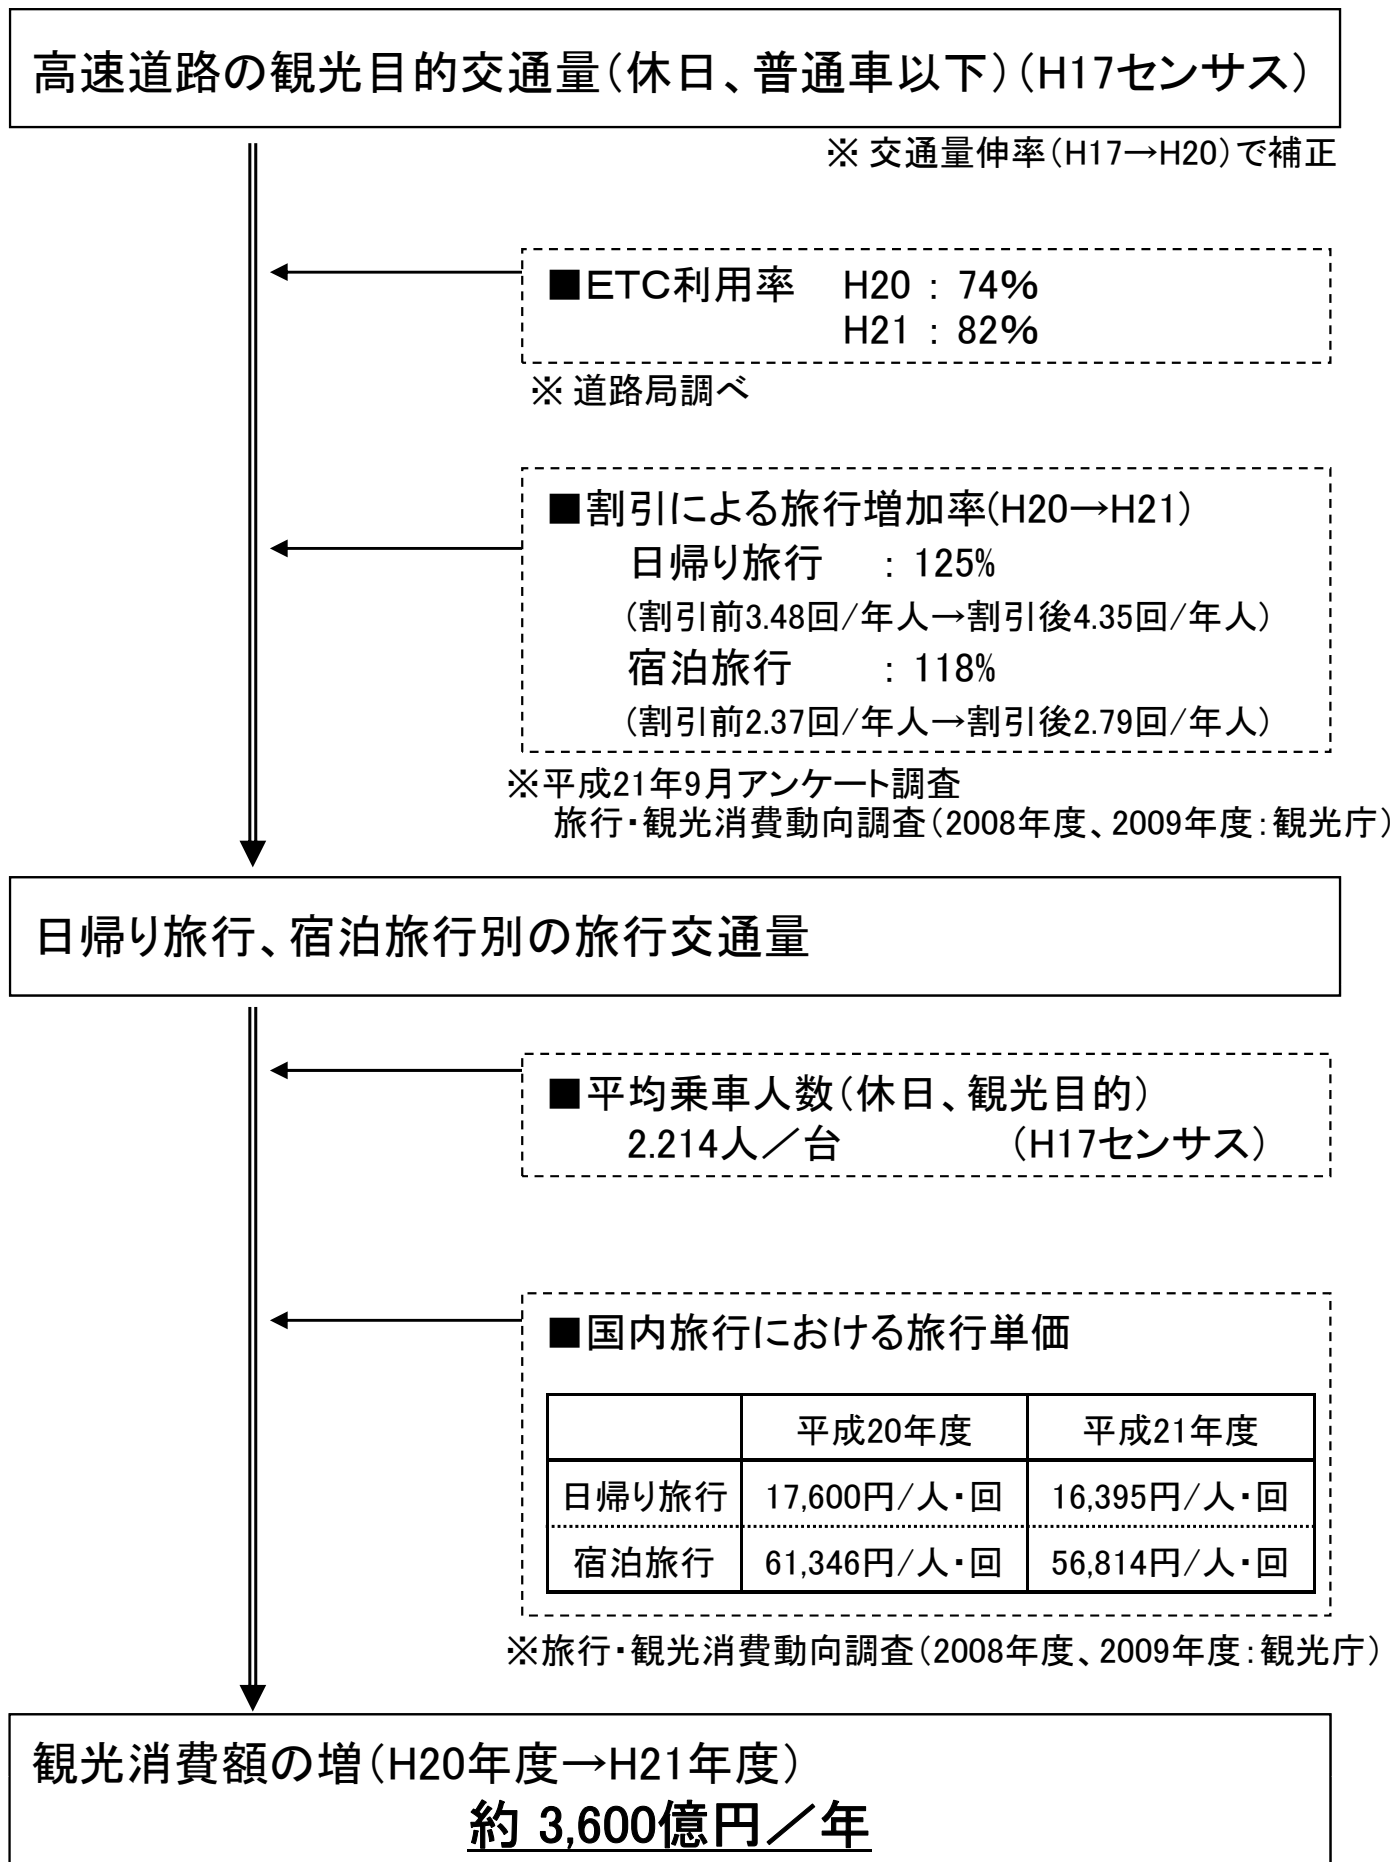 高速道路の観光目的交通量（休日、普通車以下）（H17センサス）
※ 交通量伸率（H17→H20）で補正
■ＥＴＣ利用率　H20 ： 74％
H21 ： 82％
※ 道路局調べ
■割引による旅行増加率(H20→H21)
日帰り旅行　： 125%
（割引前3.48回/年人→割引後4.35回/年人）
宿泊旅行　： 118%
（割引前2.37回/年人→割引後2.79回/年人）
※平成21年9月アンケート調査
旅行・観光消費動向調査（2008年度、2009年度：観光庁）
日帰り旅行、宿泊旅行別の旅行交通量
■平均乗車人数（休日、観光目的）
2.214人／台　（H17センサス）
■国内旅行における旅行単価
平成20年度　平成21年度
日帰り旅行　17,600円/人・回　16,395円/人・回
宿泊旅行　61,346円/人・回　56,814円/人・回
※旅行・観光消費動向調査（2008年度、2009年度：観光庁）
観光消費額の増（H20年度→H21年度）
約 3,600億円／年